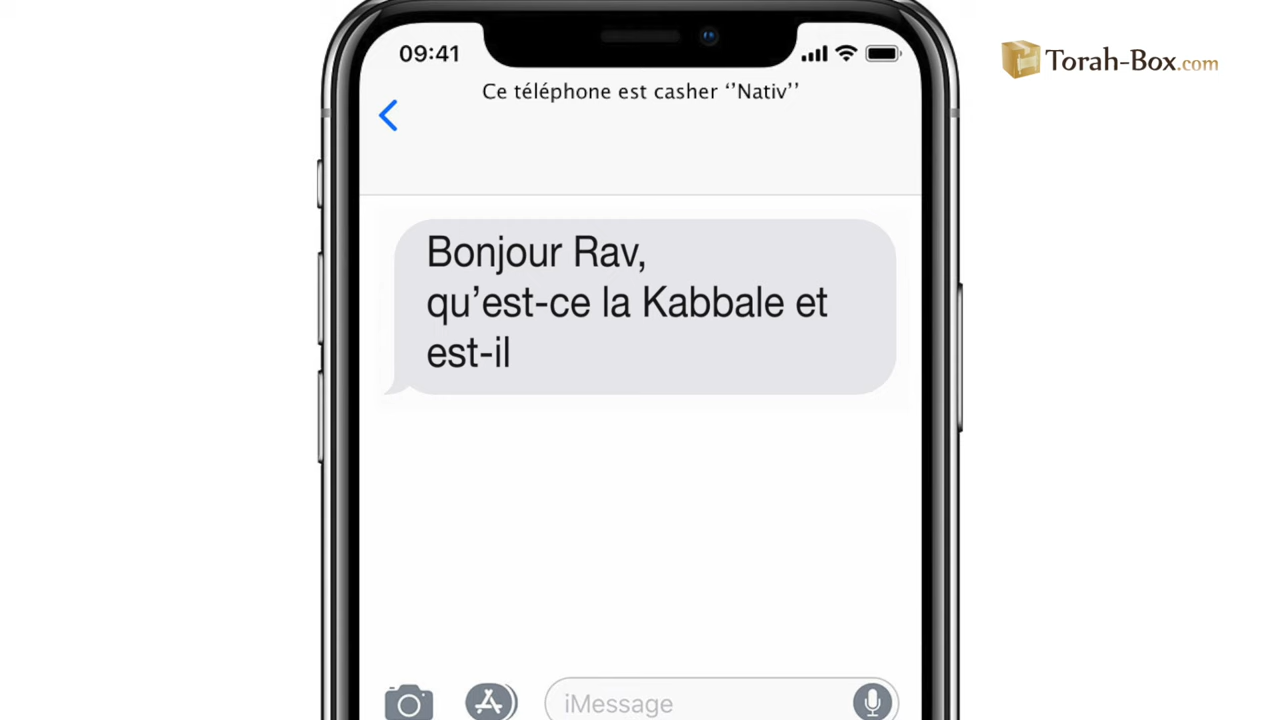 09:41
Torah-Box.com
Ce téléphone est casher ‘’Nativ’’
Bonjour Rav,
qu’est-ce la Kabbale et
est-il
iMessage